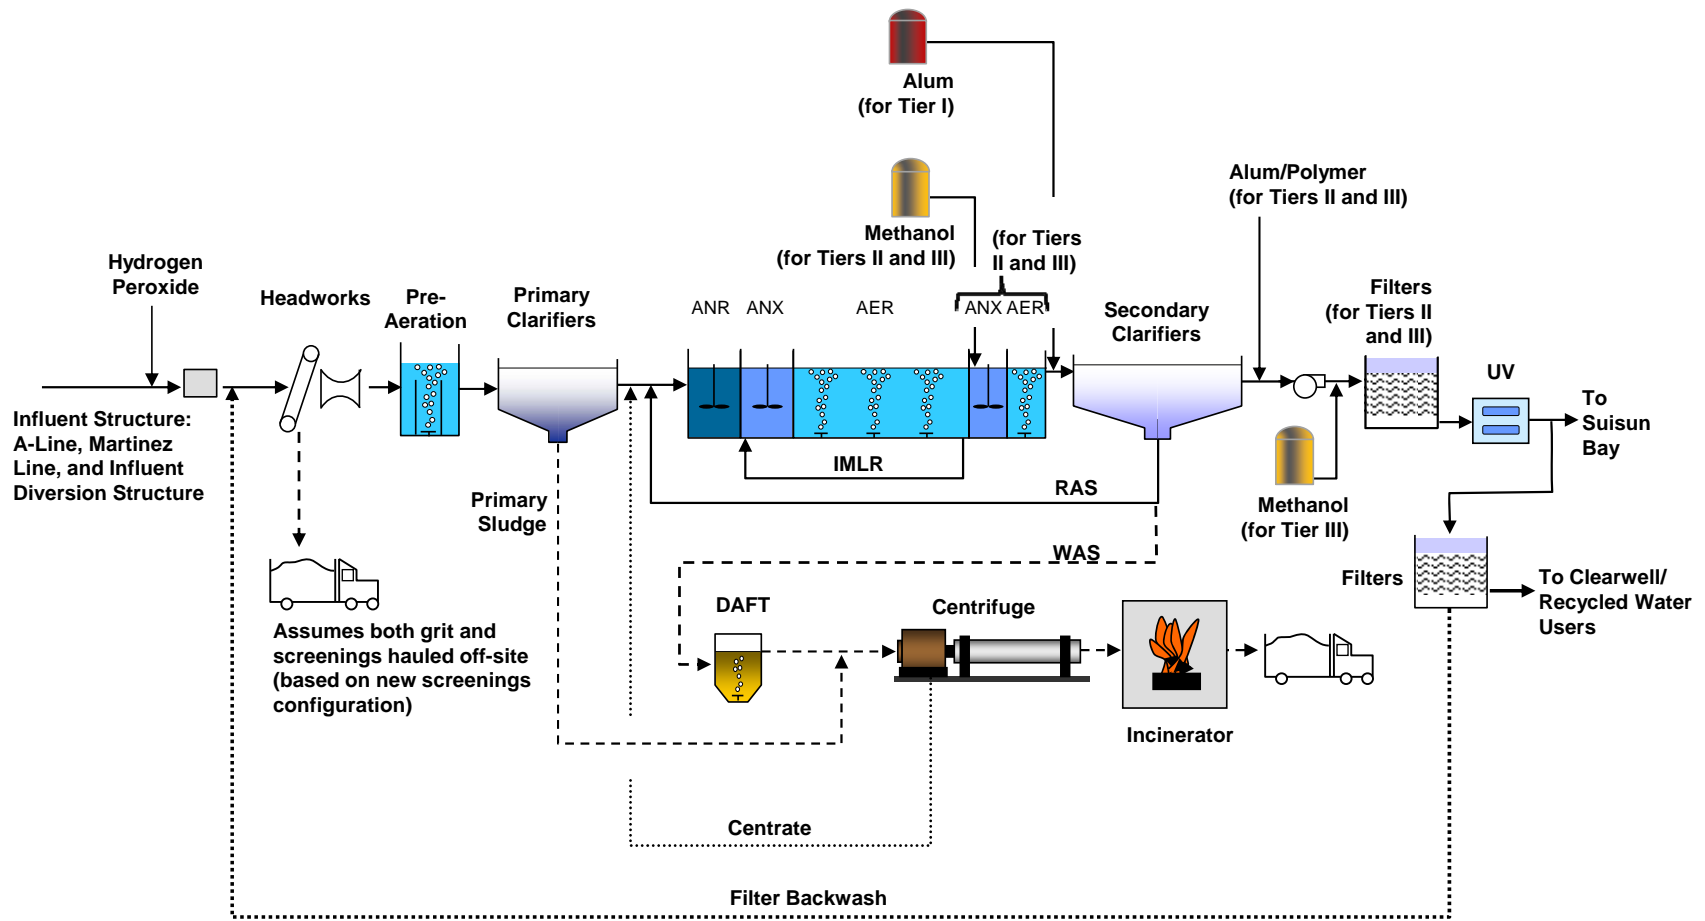 Alum
(for Tier I)
Methanol
(for Tiers II and III)
(for Tiers
II and III)
Alum/Polymer
(for Tiers II and III)
Hydrogen
Peroxide
Headworks
Pre-
Aeration
Primary
Clarifiers
ANR
ANX
AER
ANX
AER
Secondary
Clarifiers
Filters
(for Tiers II
and III)
UV
To
Suisun
Bay
Influent Structure:
A-Line, Martinez
Line, and Influent
Diversion Structure
IMLR
RAS
Primary
Sludge
Methanol
(for Tier III)
WAS
Filters
To Clearwell/
Recycled Water
Users
DAFT
Centrifuge
Assumes both grit and
screenings hauled off-site
(based on new screenings
configuration)
Incinerator
Centrate
Filter Backwash